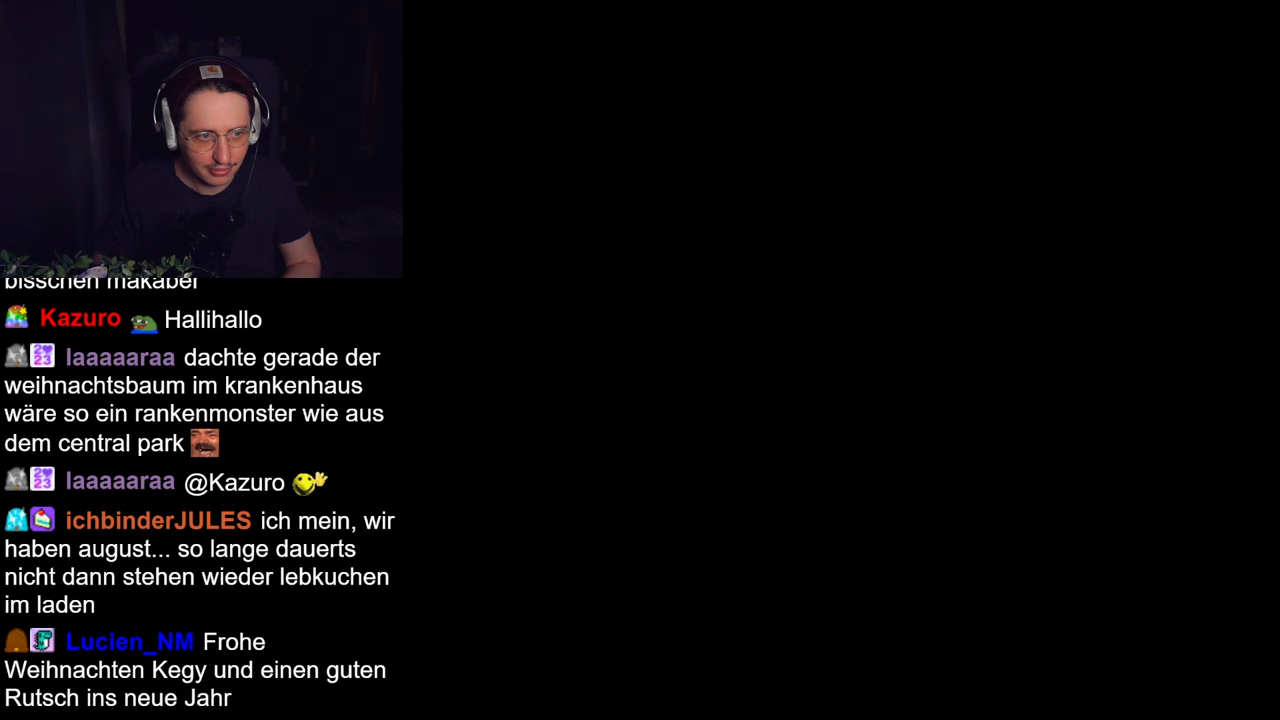 bisschen makaber
Kazuro Hallihallo
laaaaaraa dachte gerade der
weihnachtsbaum im krankenhaus
wäre so ein rankenmonster wie aus
dem central park
laaaaaraa @Kazuro
ichbinderJULES ich mein, wir
haben august... so lange dauerts
nicht dann stehen wieder lebkuchen
im laden
Lucien_NM Frohe
Weihnachten Kegy und einen guten
Rutsch ins neue Jahr